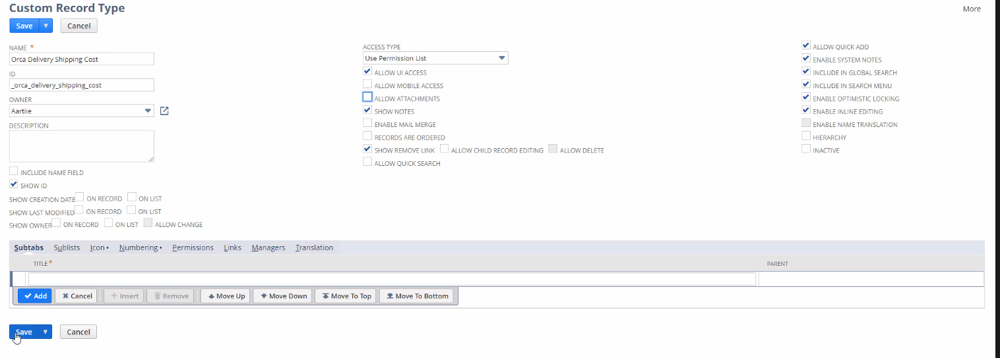 Custom Record Type
More
Save Cancel
NAME *
Orca Delivery Shipping Cost
ID
_orca_delivery_shipping_cost
OWNER
Aartiie
DESCRIPTION
INCLUDE NAME FIELD
SHOW ID
SHOW CREATION DATE ON RECORD ON LIST
SHOW LAST MODIFIED ON RECORD ON LIST
SHOW OWNER ON RECORD ON LIST ALLOW CHANGE
ACCESS TYPE
Use Permission List
ALLOW UI ACCESS
ALLOW MOBILE ACCESS
ALLOW ATTACHMENTS
SHOW NOTES
ENABLE MAIL MERGE
RECORDS ARE ORDERED
SHOW REMOVE LINK ALLOW CHILD RECORD EDITING ALLOW DELETE
ALLOW QUICK SEARCH
ALLOW QUICK ADD
ENABLE SYSTEM NOTES
INCLUDE IN GLOBAL SEARCH
INCLUDE IN SEARCH MENU
ENABLE OPTIMISTIC LOCKING
ENABLE INLINE EDITING
ENABLE NAME TRANSLATION
HIERARCHY
INACTIVE
Subtabs Sublists Icon • Numbering • Permissions Links Managers Translation
TITLE * PARENT
Add Cancel Insert Remove Move Up Move Down Move To Top Move To Bottom
Save Cancel